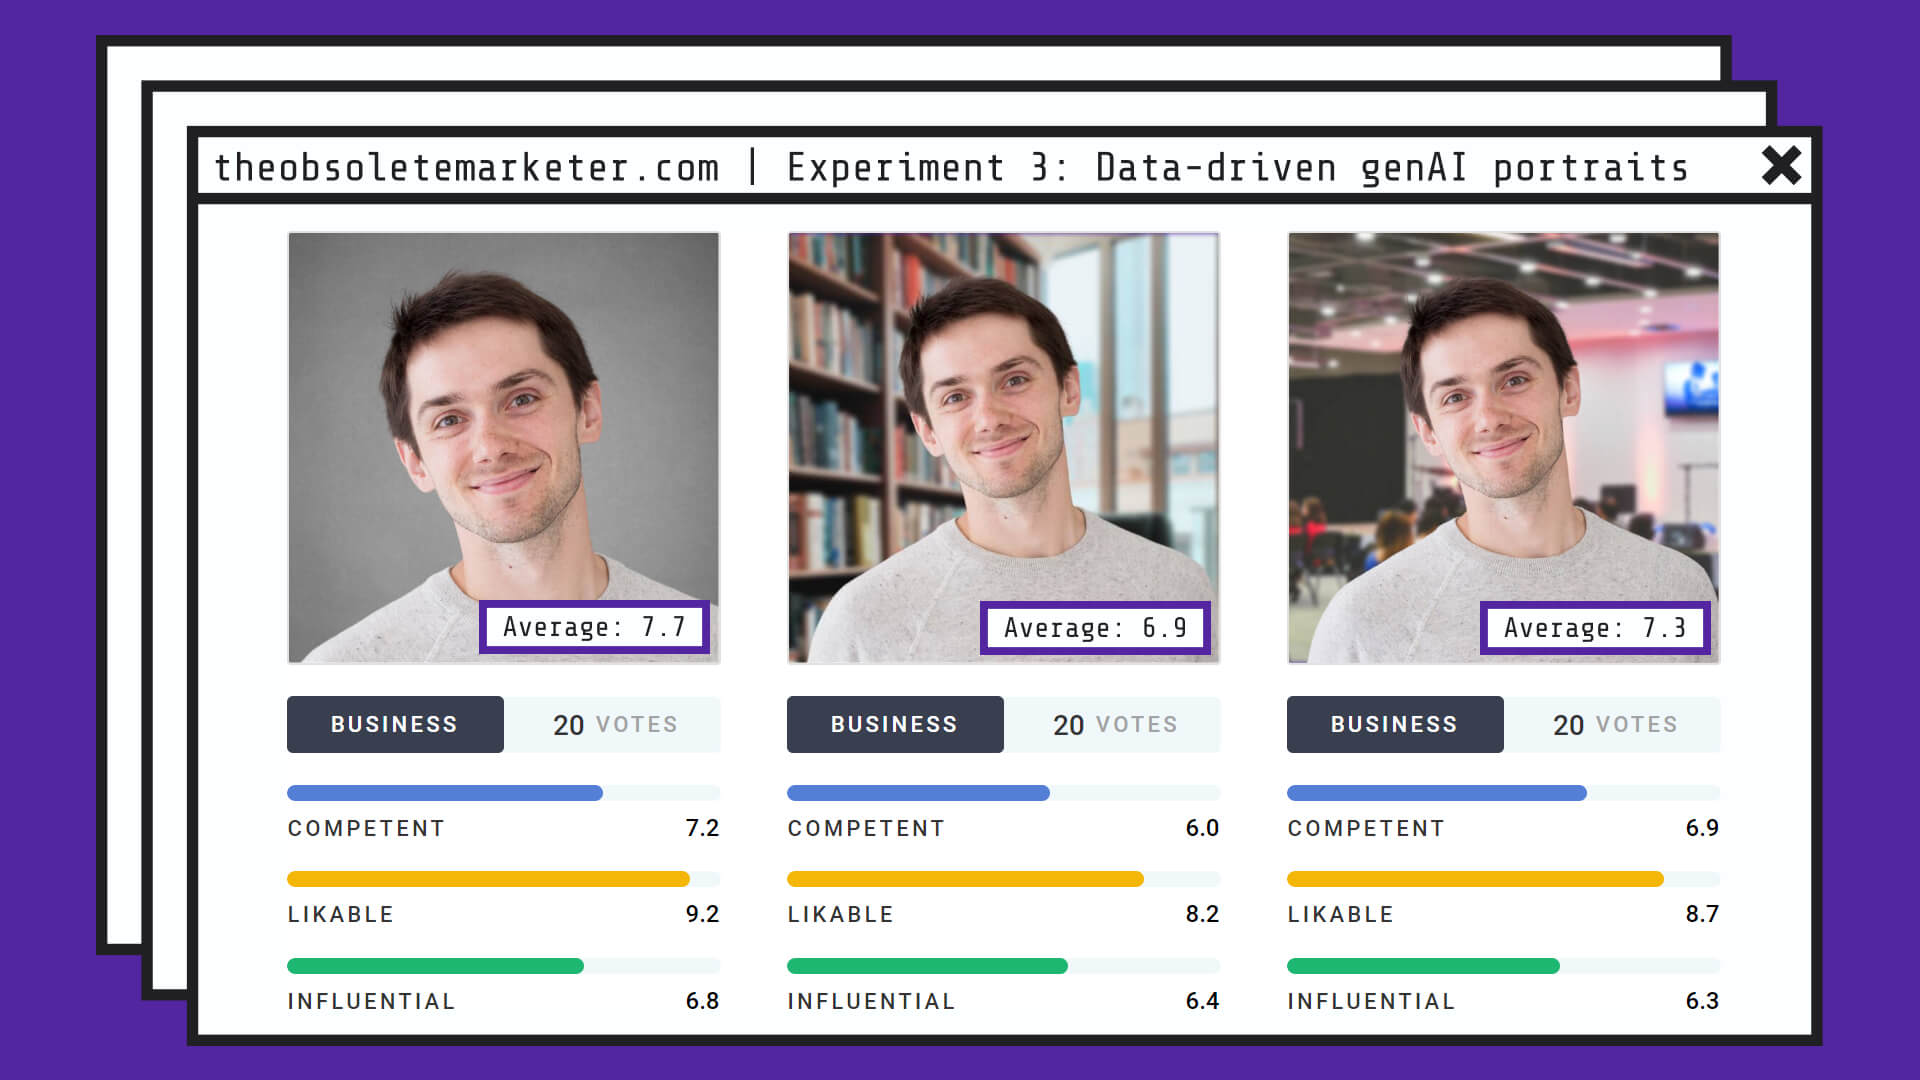 theobsoletemarketer.com | Experiment 3: Data-driven genAI portraits
Average: 7.7
Average: 6.9
Average: 7.3
BUSINESS 20 VOTES
BUSINESS 20 VOTES
BUSINESS 20 VOTES
COMPETENT 7.2
COMPETENT 6.0
COMPETENT 6.9
LIKABLE 9.2
LIKABLE 8.2
LIKABLE 8.7
INFLUENTIAL 6.8
INFLUENTIAL 6.4
INFLUENTIAL 6.3